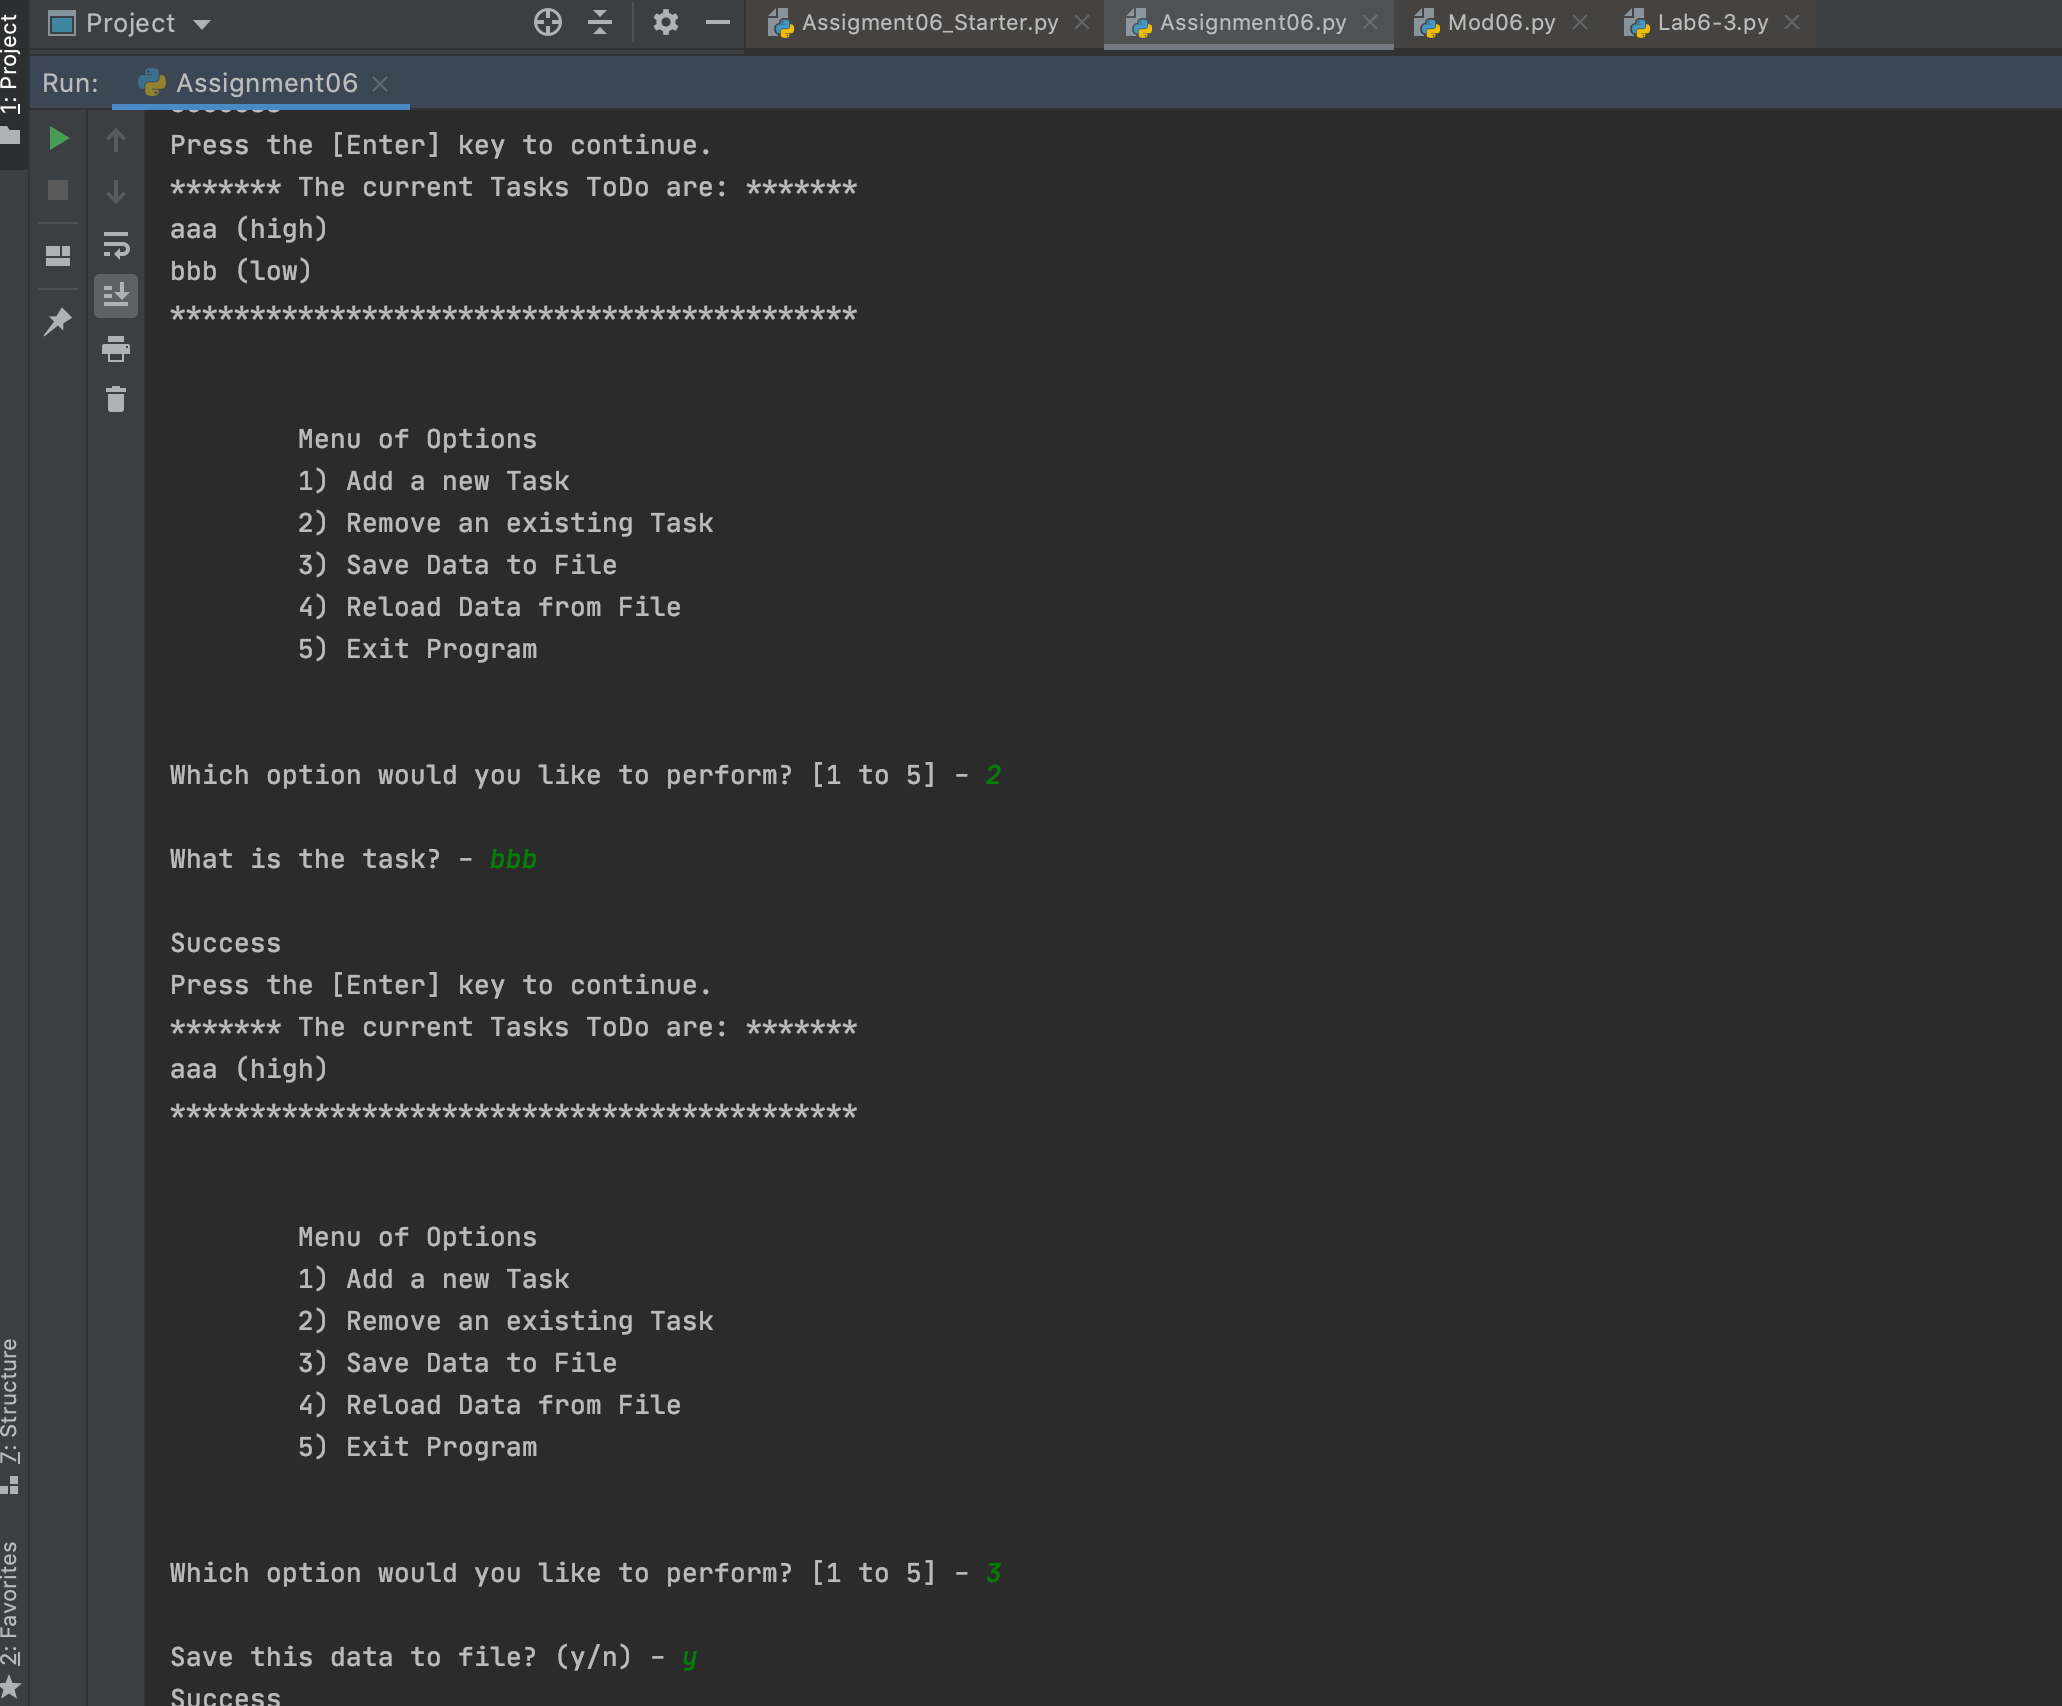 Project
Assigment06_Starter.py
Assignment06.py
Mod06.py
Lab6-3.py
1: Project
Run:
Assignment06
Press the [Enter] key to continue.
******* The current Tasks ToDo are: *******
aaa (high)
bbb (low)
*******************************************
Menu of Options
1) Add a new Task
2) Remove an existing Task
3) Save Data to File
4) Reload Data from File
5) Exit Program
Which option would you like to perform? [1 to 5] - 2
What is the task? - bbb
Success
Press the [Enter] key to continue.
******* The current Tasks ToDo are: *******
aaa (high)
*******************************************
Menu of Options
1) Add a new Task
2) Remove an existing Task
3) Save Data to File
4) Reload Data from File
5) Exit Program
Which option would you like to perform? [1 to 5] - 3
Save this data to file? (y/n) - y
Success
7: Structure
2: Favorites